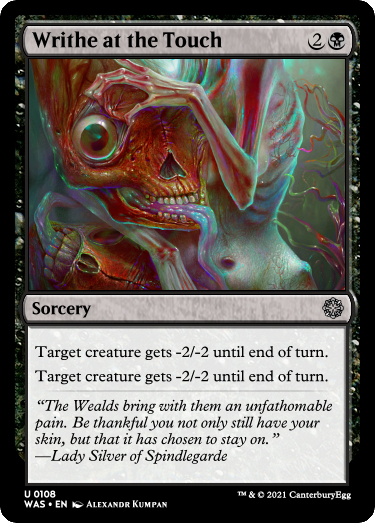 Writhe at the Touch 2
Sorcery
Target creature gets -2/-2 until end of turn.
Target creature gets -2/-2 until end of turn.
“The Wealds bring with them an unfathomable
pain. Be thankful you not only still have your
skin, but that it has chosen to stay on.”
—Lady Silver of Spindlegarde
U 0108
WAS • EN Alexandr Kumpan ™ & © 2021 CanterburyEgg